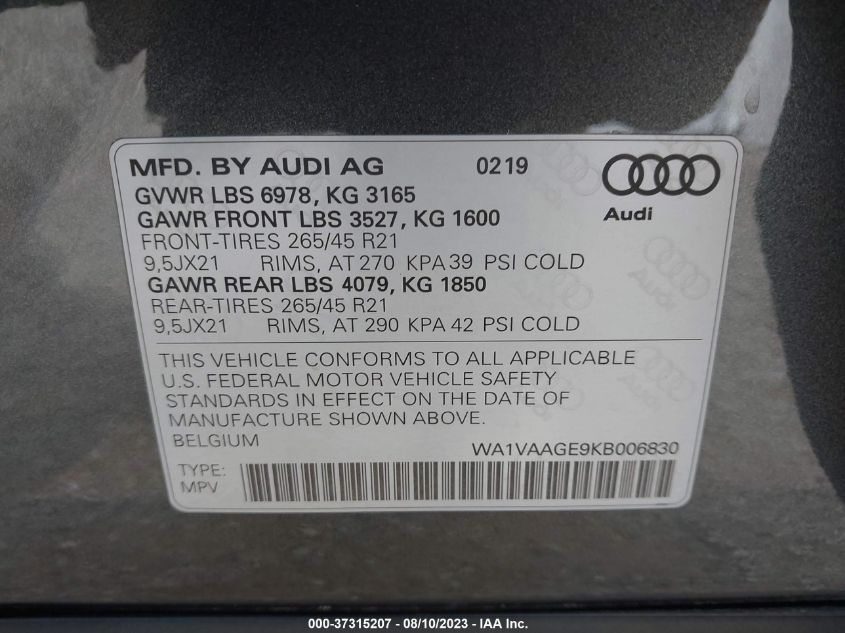 MFD. BY AUDI AG 0219
GVWR LBS 6978, KG 3165
GAWR FRONT LBS 3527, KG 1600
Audi
FRONT-TIRES 265/45 R21
9,5JX21 RIMS, AT 270 KPA 39 PSI COLD
GAWR REAR LBS 4079, KG 1850
REAR-TIRES 265/45 R21
9,5JX21 RIMS, AT 290 KPA 42 PSI COLD
THIS VEHICLE CONFORMS TO ALL APPLICABLE
U.S. FEDERAL MOTOR VEHICLE SAFETY
STANDARDS IN EFFECT ON THE DATE OF
MANUFACTURE SHOWN ABOVE.
BELGIUM WA1VAAGE9KB006830
TYPE:
MPV
000-37315207 - 08/10/2023 - IAA Inc.